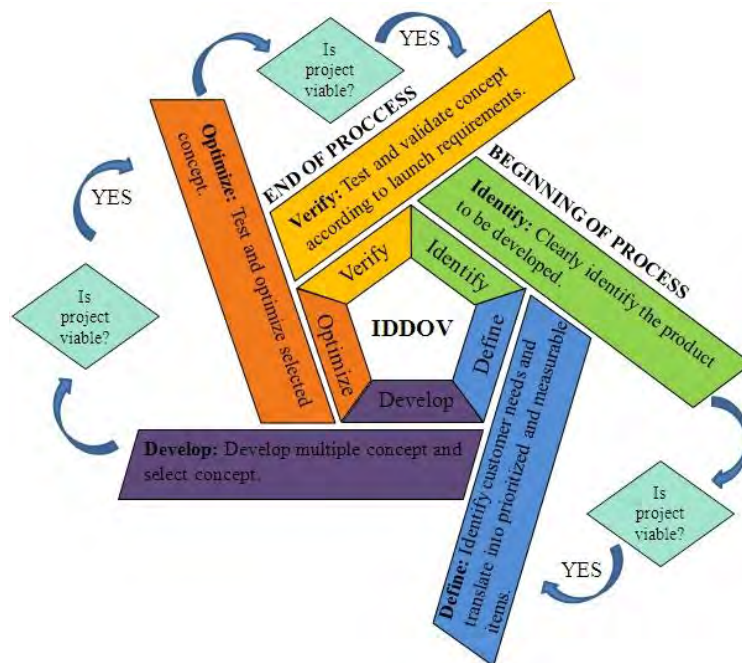 Is
project
viable?
YES
END OF PROCCESS
Verify: Test and validate concept
according to launch requirements.
BEGINNING OF PROCESS
Identify: Clearly identify the product
to be developed.
Optimize: Test and optimize selected
concept.
YES
Is
project
viable?
Verify
Identify
IDDOV
Optimize
Define
Develop
Develop: Develop multiple concept and
select concept.
Define: Identify customer needs and
translate into prioritized and measurable
items.
Is
project
viable?
YES